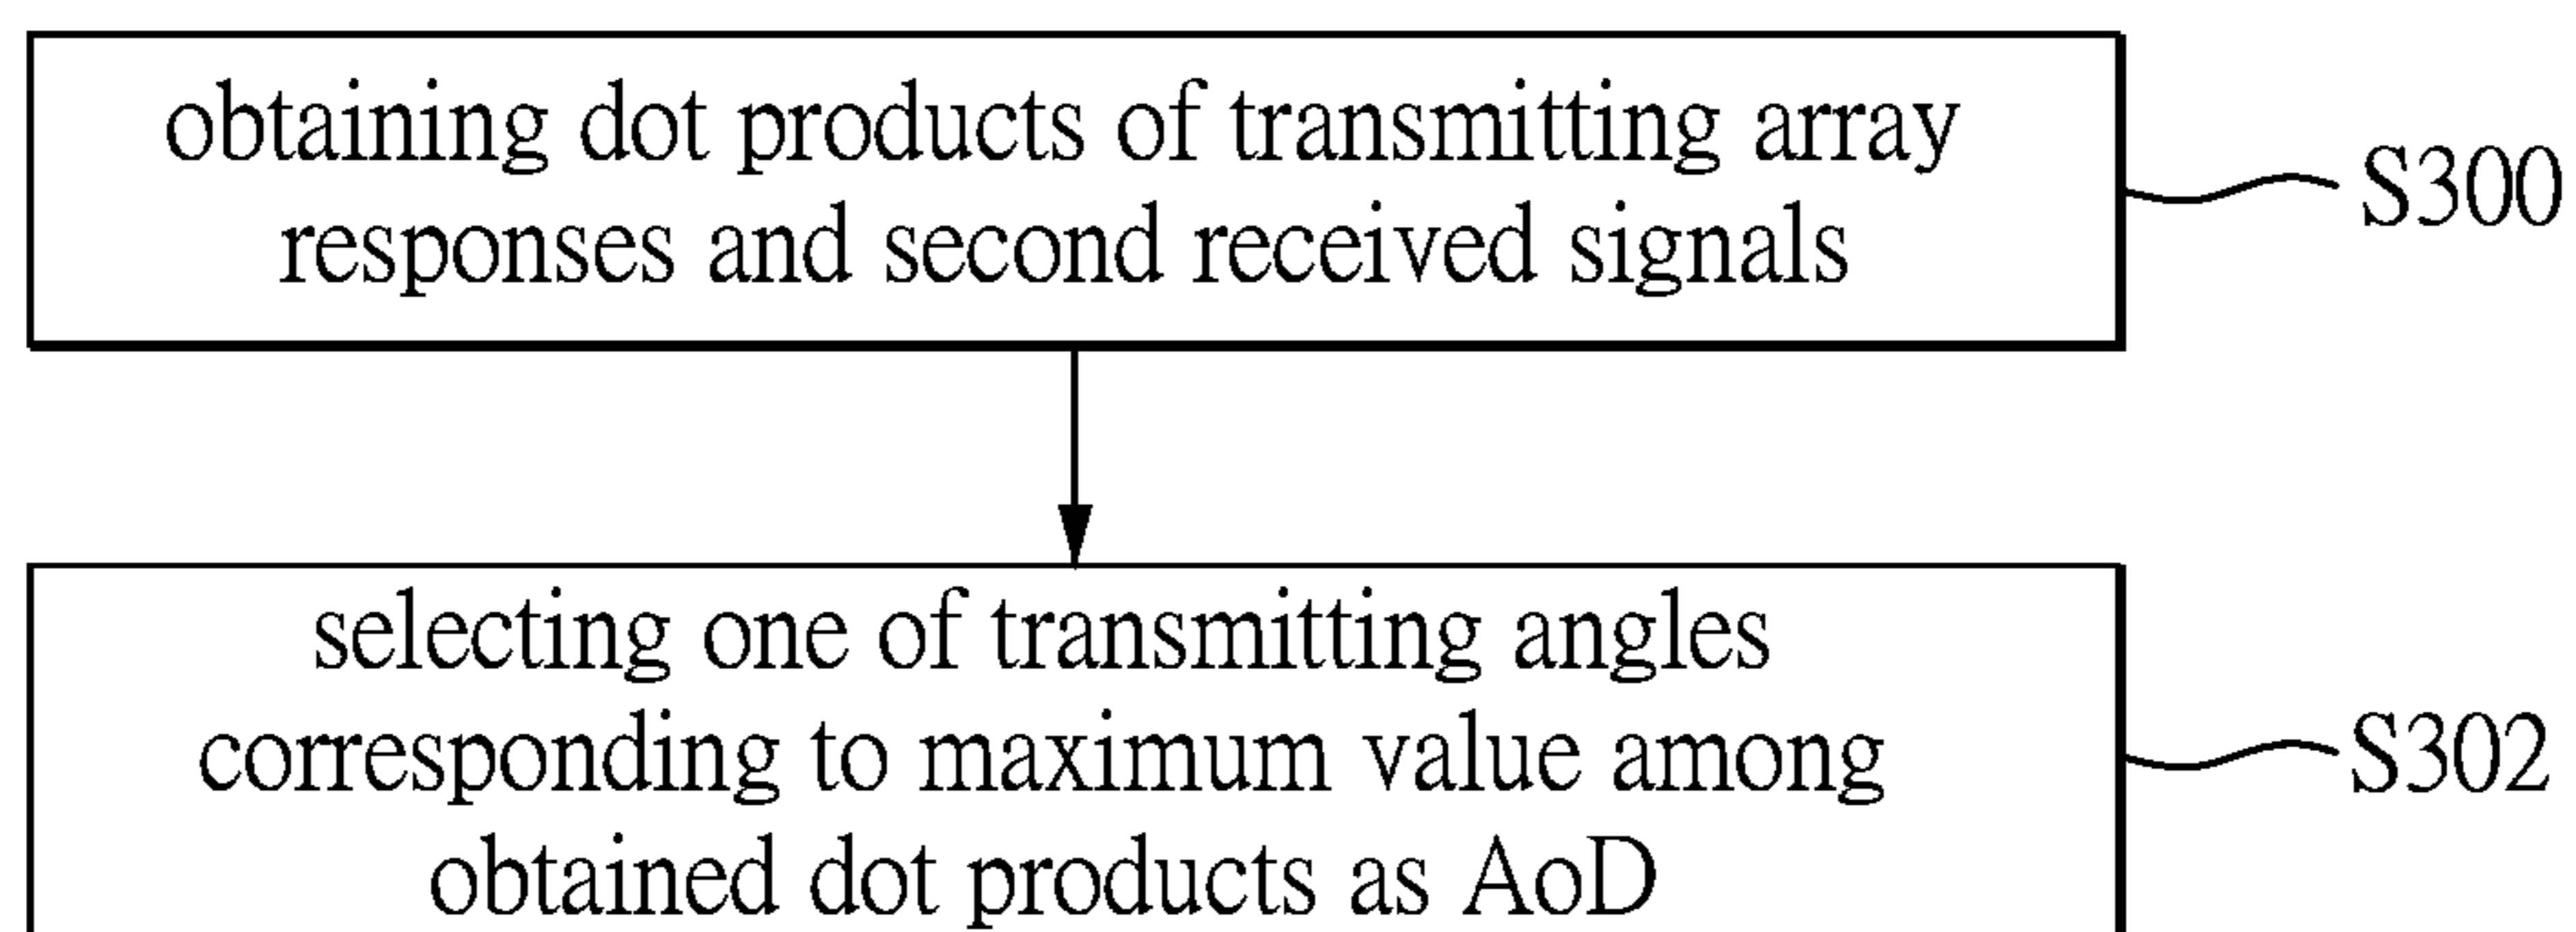 obtaining dot products of transmitting array
responses and second received signals
S300
selecting one of transmitting angles
corresponding to maximum value among
obtained dot products as AoD
S302